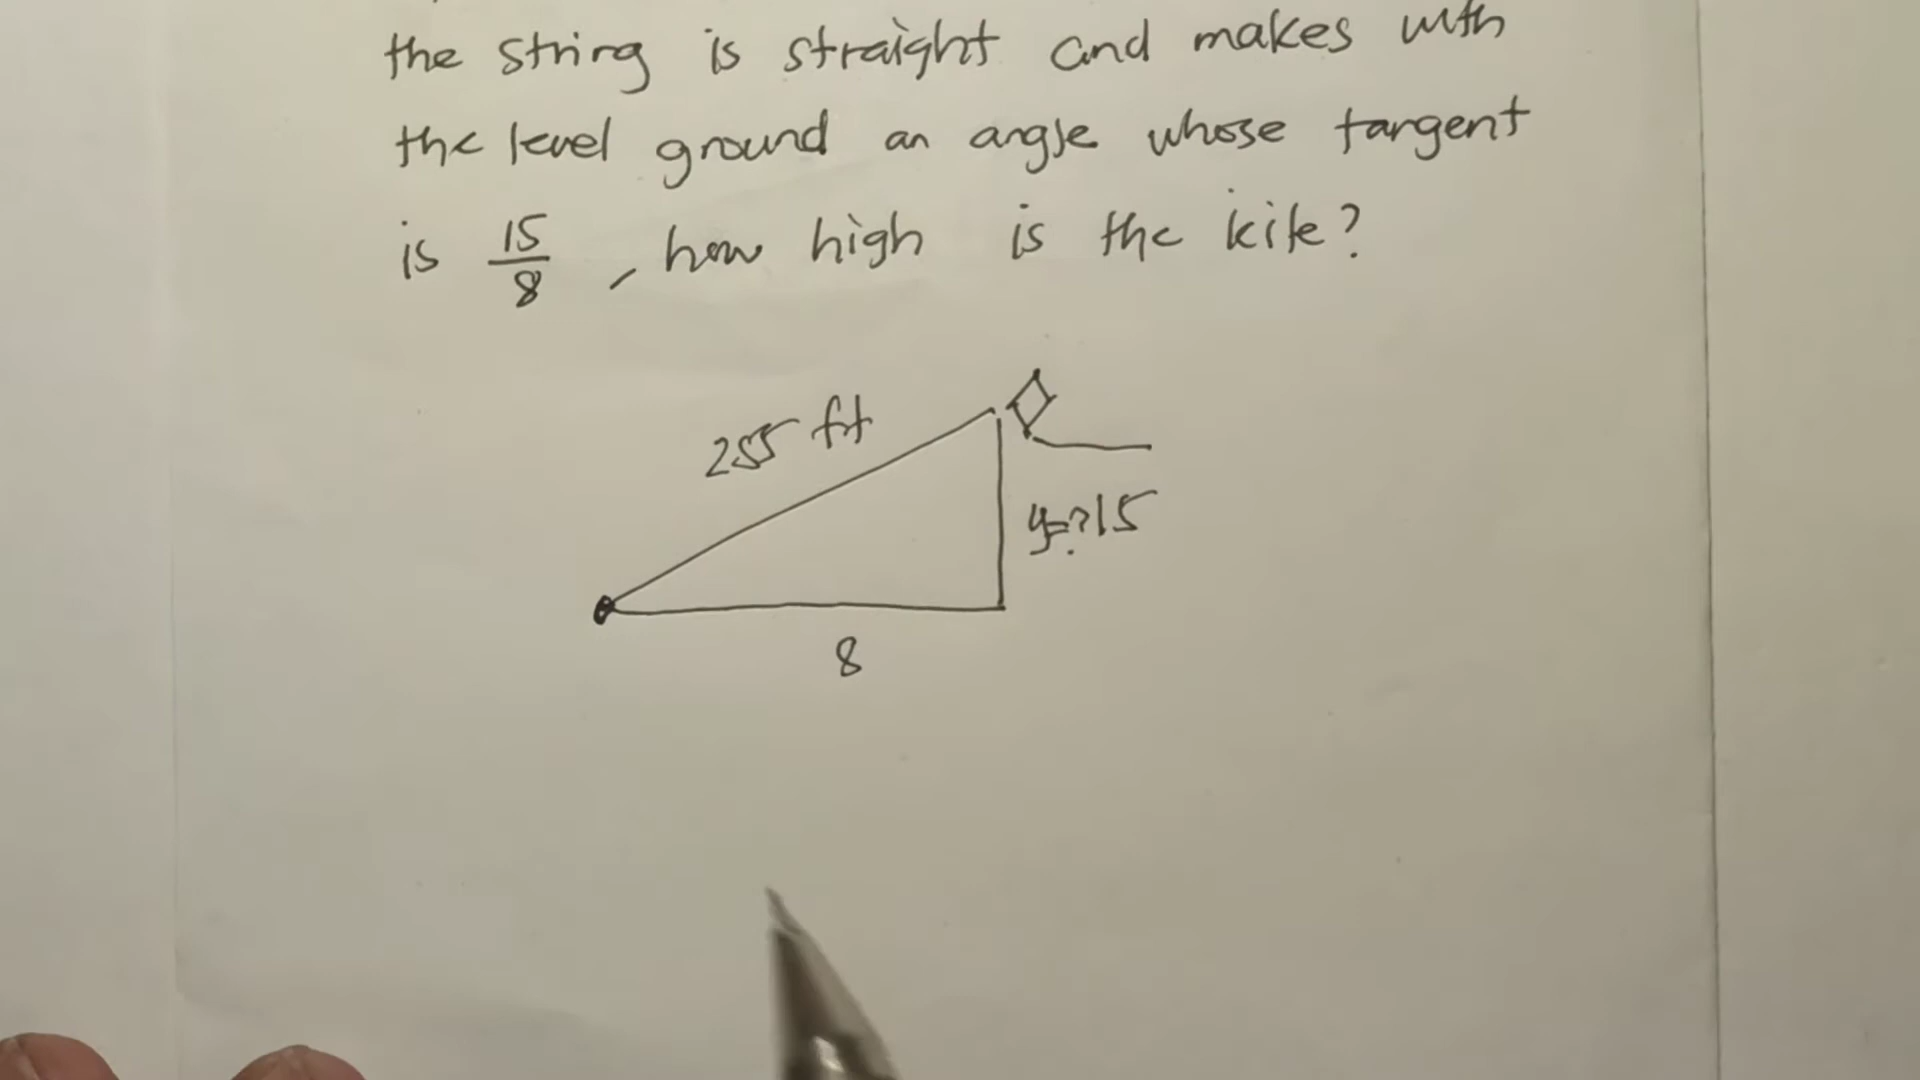 the string is straight and makes with
the level ground an angle whose tangent
is 15/8, how high is the kite?
255 ft
y=?15
8